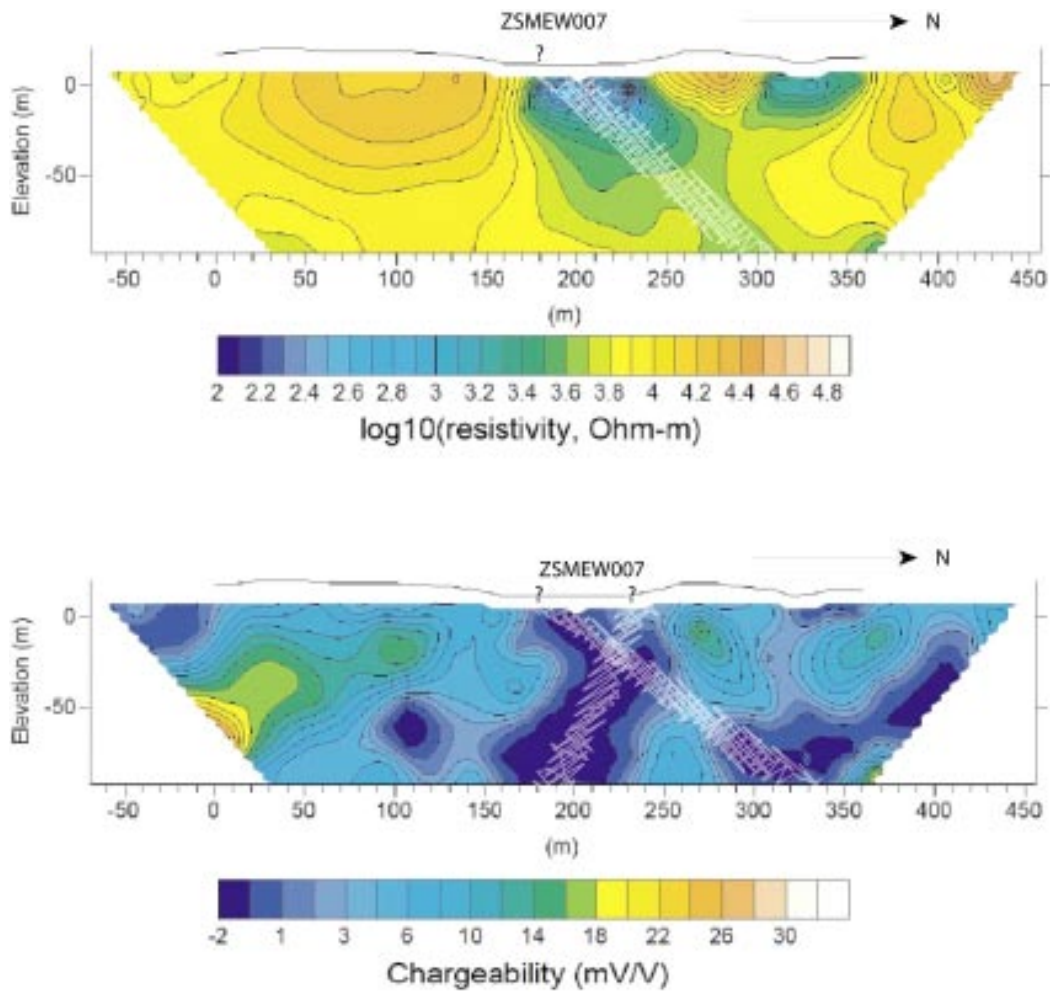 ZSMEW007
N
?
0
-50
Elevation (m)
-50 0 50 100 150 200 250 300 350 400 450
(m)
2 2.2 2.4 2.6 2.8 3 3.2 3.4 3.6 3.8 4 4.2 4.4 4.6 4.8
log10(resistivity, Ohm-m)
N
ZSMEW007
? ?
0
-50
Elevation (m)
-50 0 50 100 150 200 250 300 350 400 450
(m)
-2 1 3 6 10 14 18 22 26 30
Chargeability (mV/V)